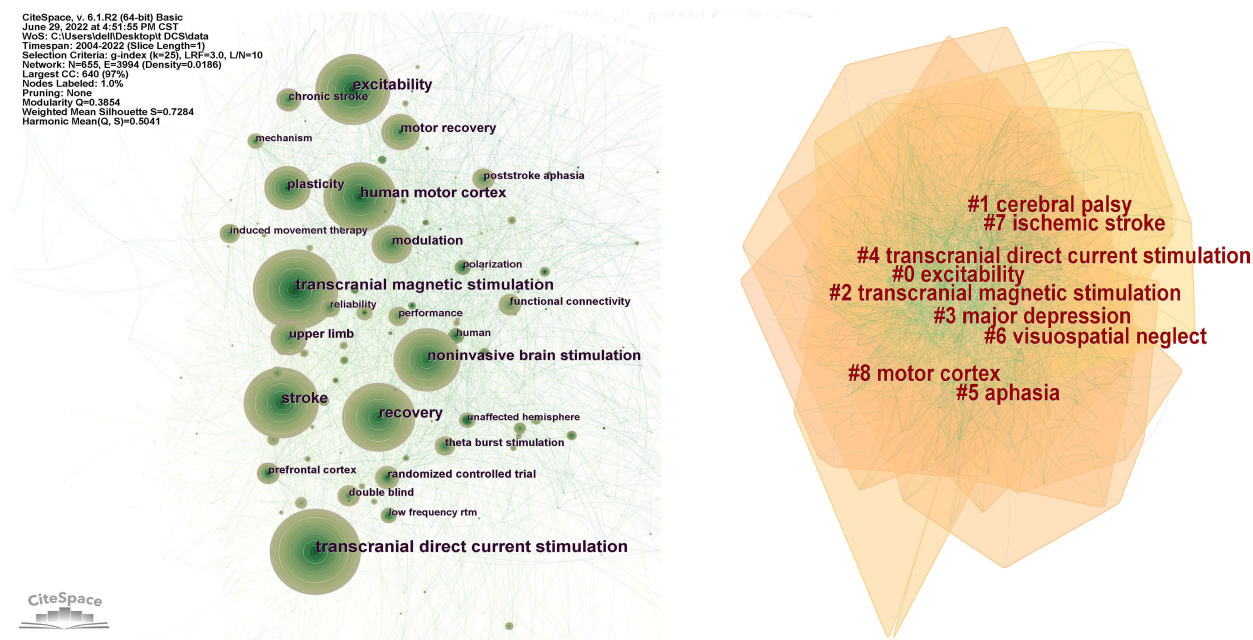 CiteSpace, v. 6.1.R2 (64-bit) Basic
June 29, 2022 at 4:51:55 PM CST
WoS: C:\Users\dell\Desktop\t DCS\data
Timespan: 2004-2022 (Slice Length=1)
Selection Criteria: g-index (k=25), LRF=3.0, L/N=10
Network: N=655, E=3994 (Density=0.0186)
Largest CC: 640 (97%)
Nodes Labeled: 1.0%
Pruning: None
Modularity Q=0.3854
Weighted Mean Silhouette S=0.7284
Harmonic Mean(Q, S)=0.5041
excitability
chronic stroke
motor recovery
mechanism
poststroke aphasia
plasticity
human motor cortex
induced movement therapy
modulation
polarization
transcranial magnetic stimulation
functional connectivity
reliability
performance
upper limb
human
noninvasive brain stimulation
stroke
recovery
unaffected hemisphere
theta burst stimulation
prefrontal cortex
randomized controlled trial
double blind
low frequency rtm
transcranial direct current stimulation
CiteSpace
#1 cerebral palsy
#7 ischemic stroke
#4 transcranial direct current stimulation
#0 excitability
#2 transcranial magnetic stimulation
#3 major depression
#6 visuospatial neglect
#8 motor cortex
#5 aphasia